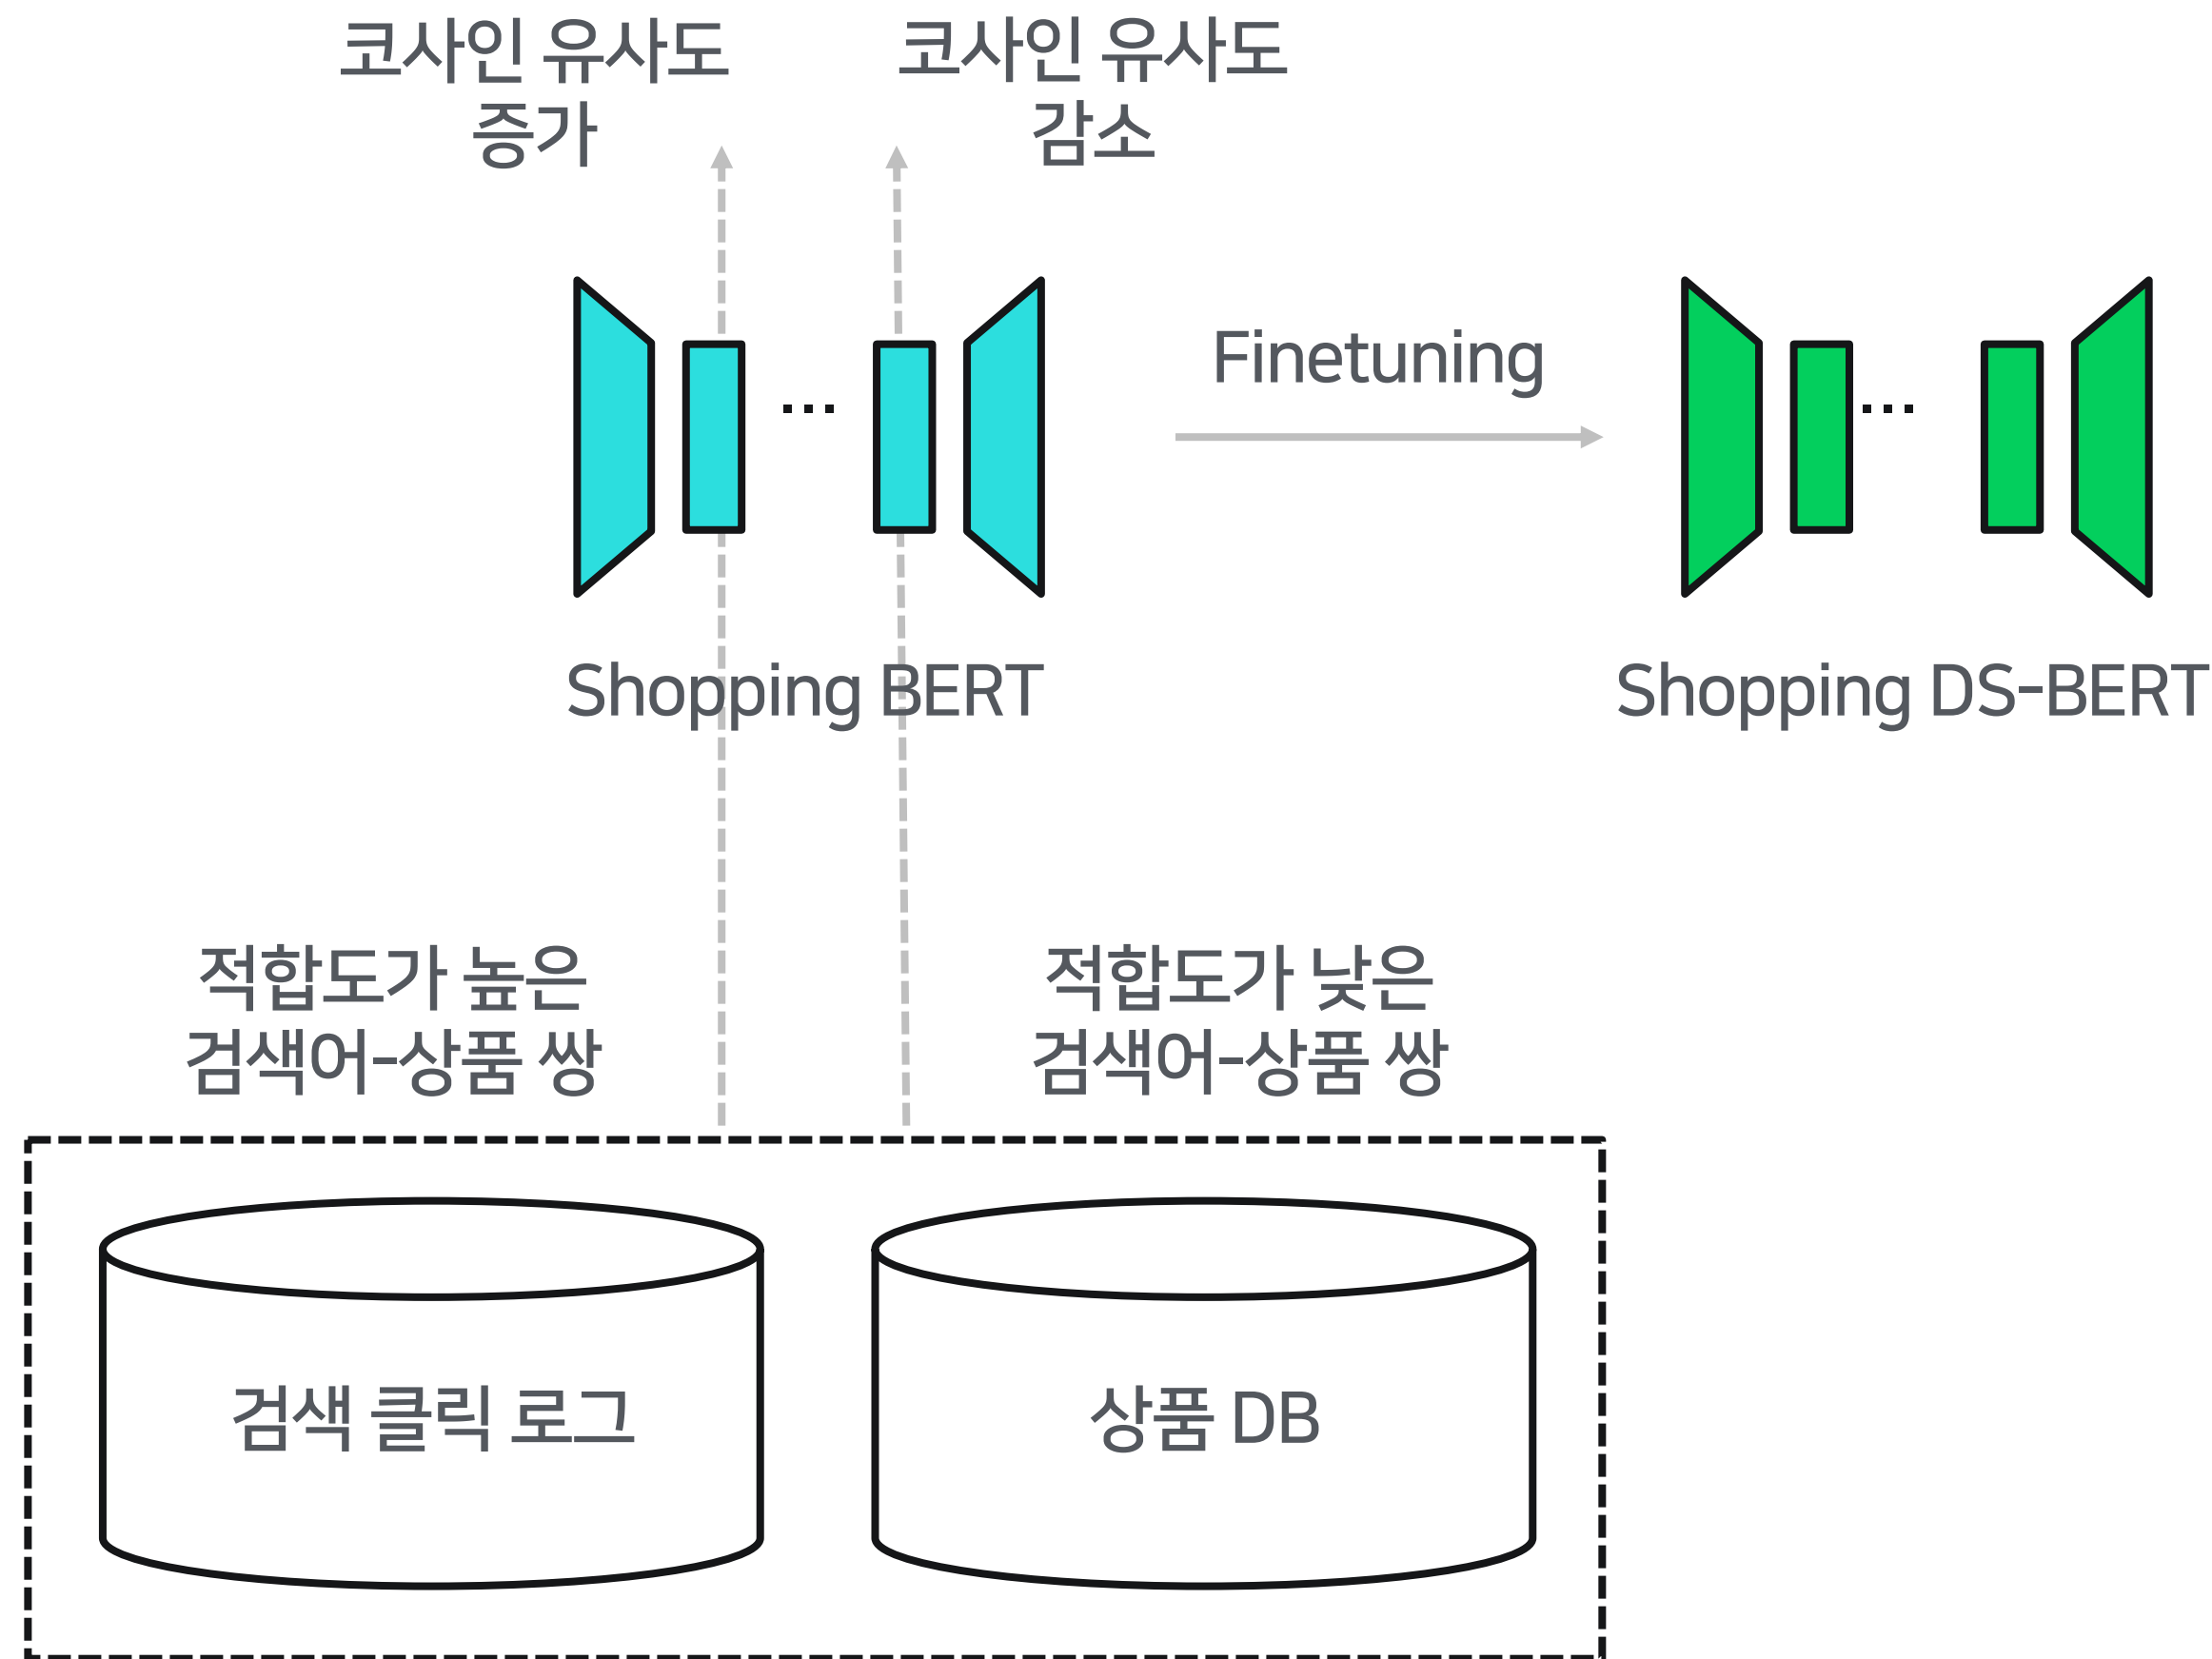 코사인 유사도
증가
코사인 유사도
감소
Finetuning
Shopping BERT
Shopping DS-BERT
적합도가 높은
검색어-상품 쌍
적합도가 낮은
검색어-상품 쌍
검색 클릭 로그
상품 DB